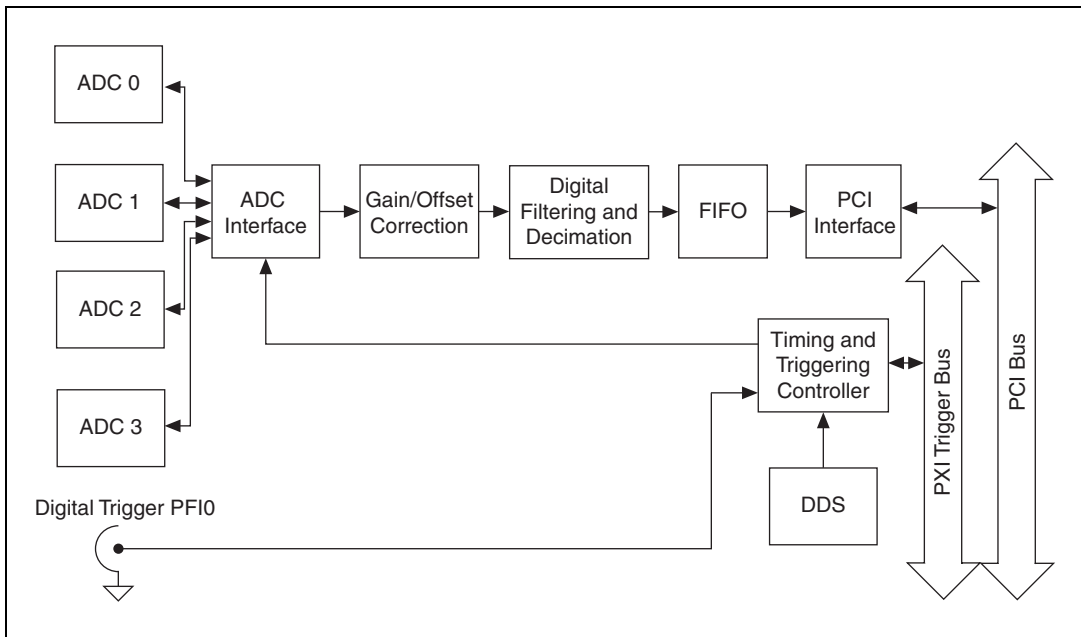 ADC 0
ADC 1
ADC 2
ADC 3
ADC
Interface
Gain/Offset
Correction
Digital
Filtering and
Decimation
FIFO
PCI
Interface
Timing and
Triggering
Controller
DDS
PXI Trigger Bus
PCI Bus
Digital Trigger PFI0